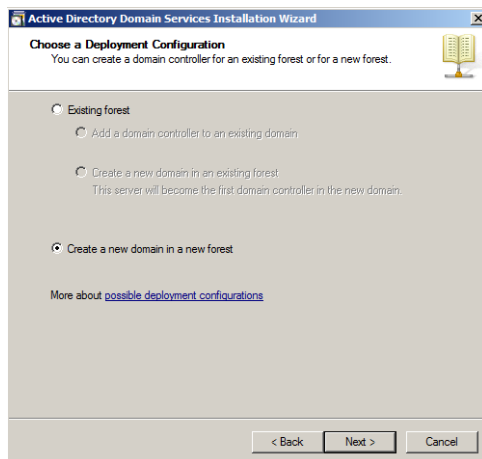 Active Directory Domain Services Installation Wizard
Choose a Deployment Configuration
You can create a domain controller for an existing forest or for a new forest.
Existing forest
Add a domain controller to an existing domain
Create a new domain in an existing forest
This server will become the first domain controller in the new domain.
Create a new domain in a new forest
More about possible deployment configurations
< Back Next > Cancel